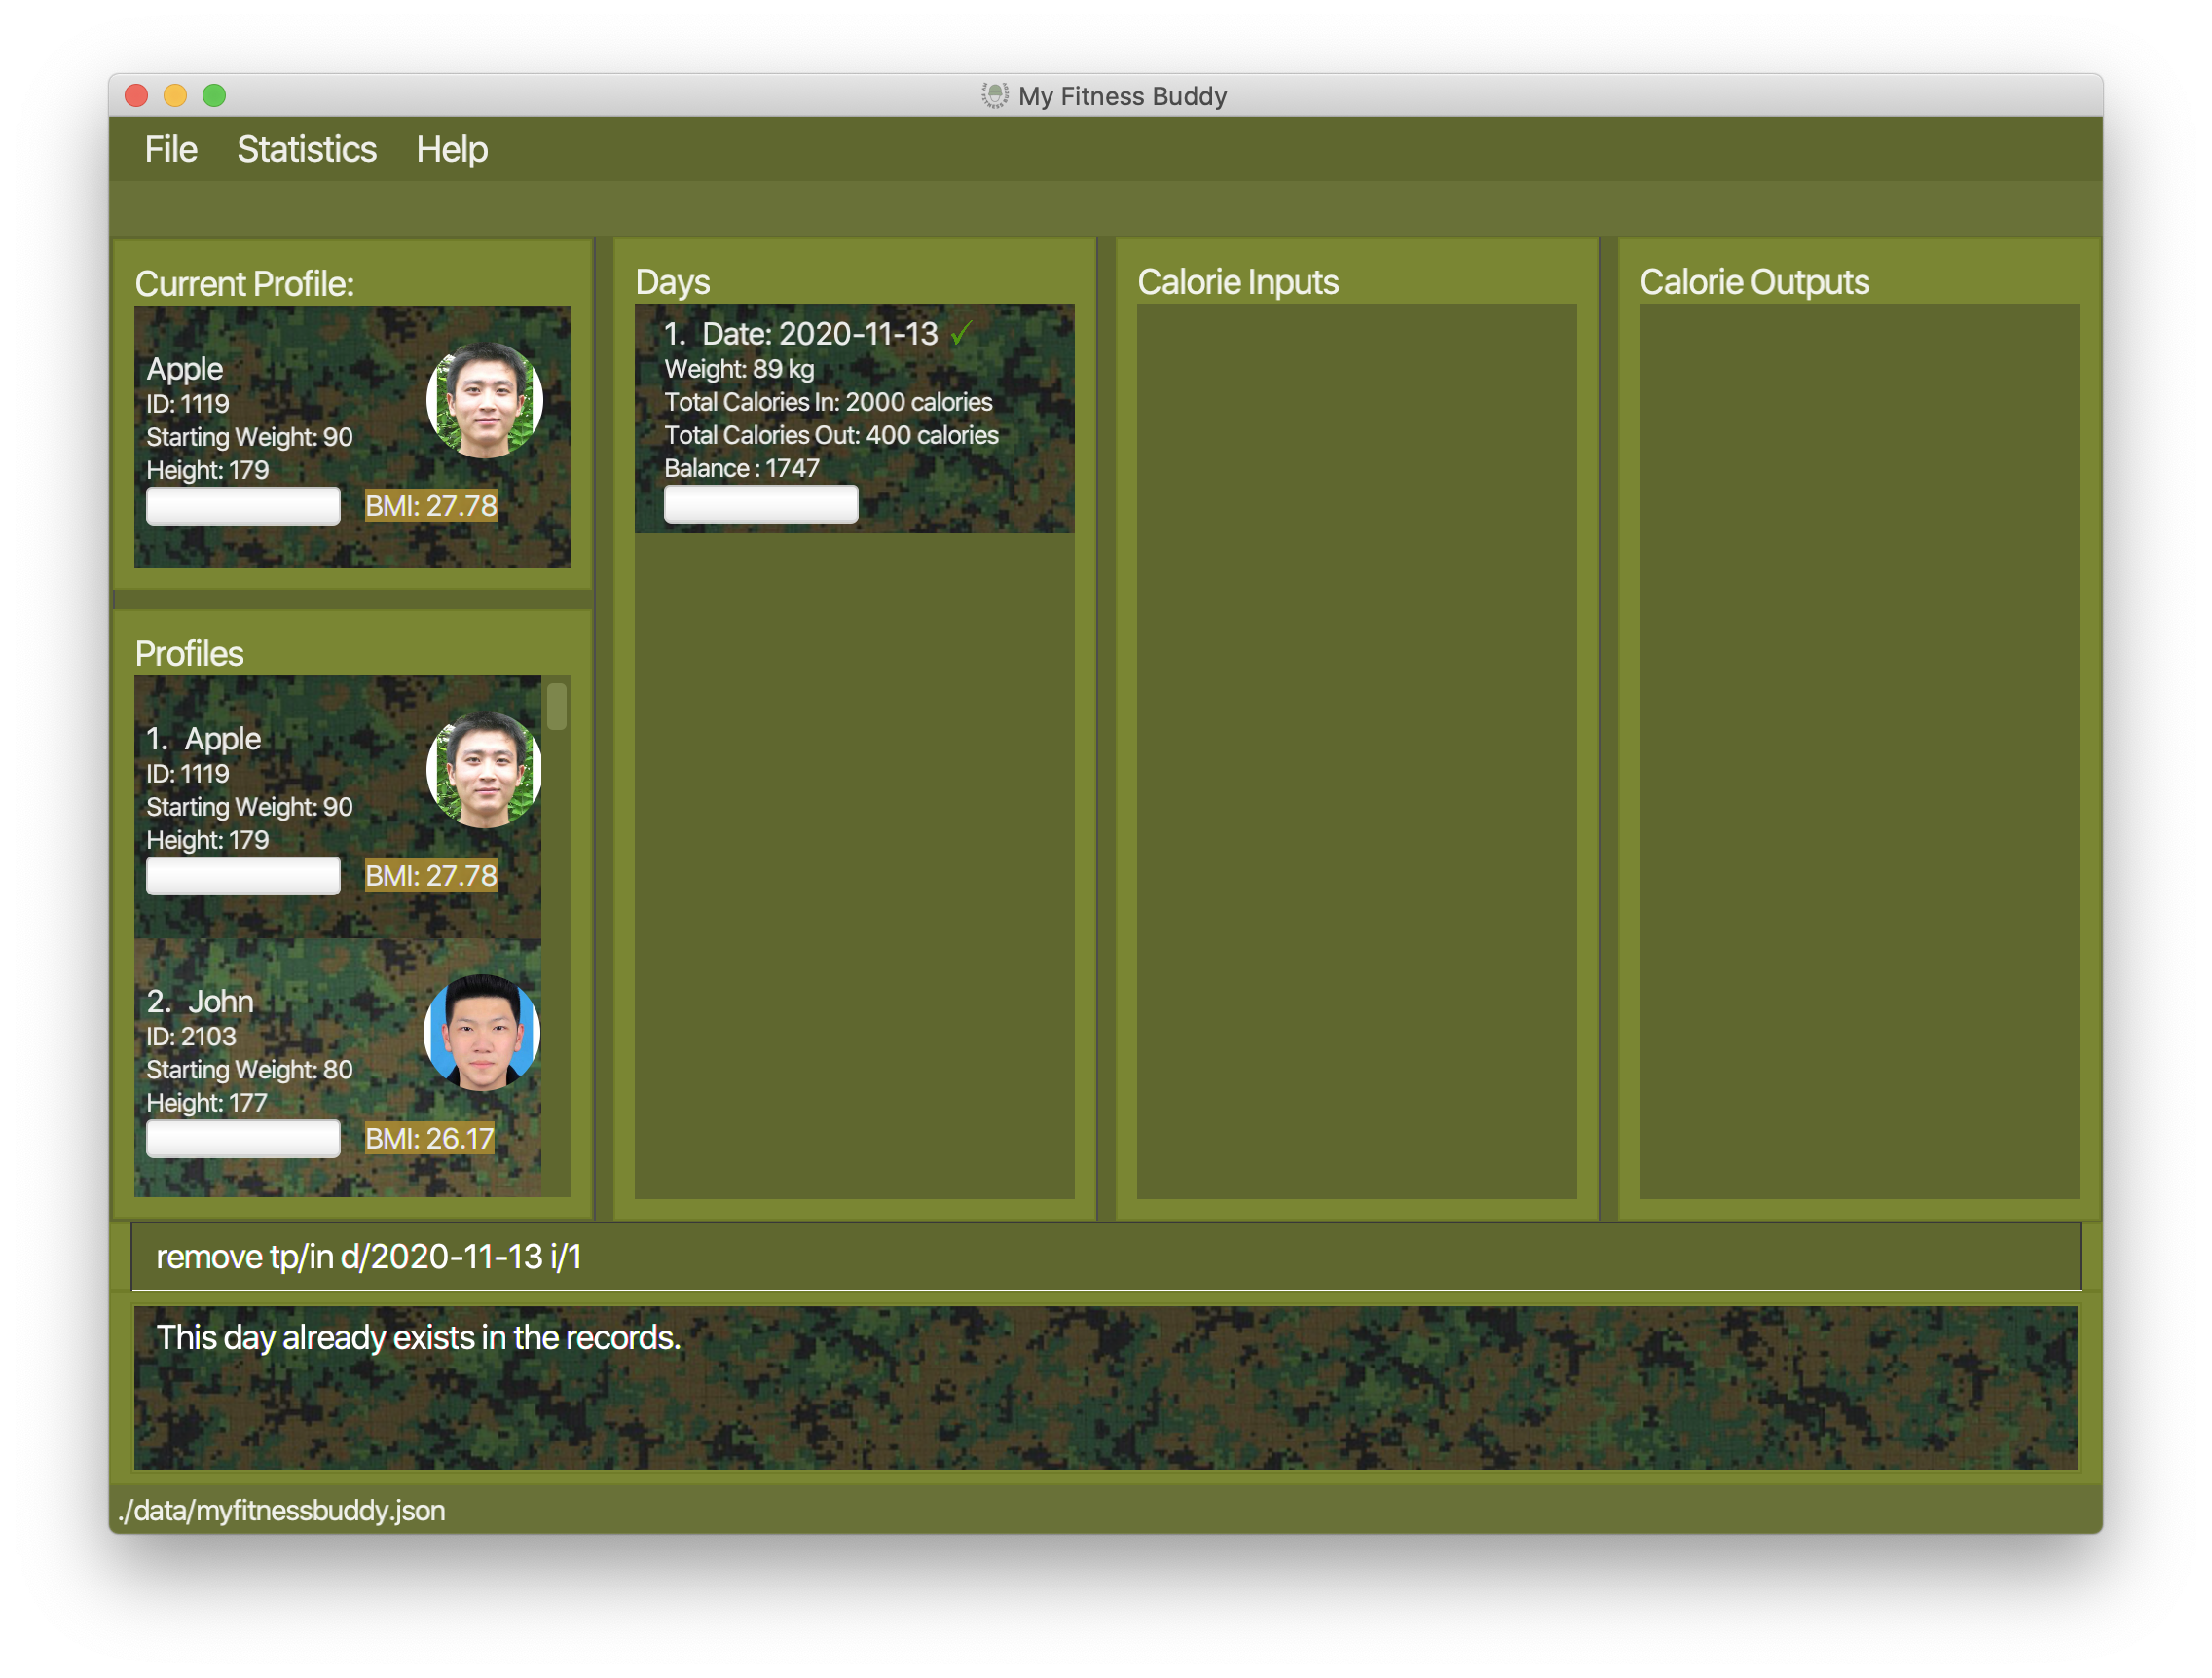 My Fitness Buddy
File Statistics Help
Current Profile:
Apple
ID: 1119
Starting Weight: 90
Height: 179
BMI: 27.78
Profiles
1. Apple
ID: 1119
Starting Weight: 90
Height: 179
BMI: 27.78
2. John
ID: 2103
Starting Weight: 80
Height: 177
BMI: 26.17
Days
1. Date: 2020-11-13 ✓
Weight: 89 kg
Total Calories In: 2000 calories
Total Calories Out: 400 calories
Balance : 1747
Calorie Inputs
Calorie Outputs
remove tp/in d/2020-11-13 i/1
This day already exists in the records.
./data/myfitnessbuddy.json